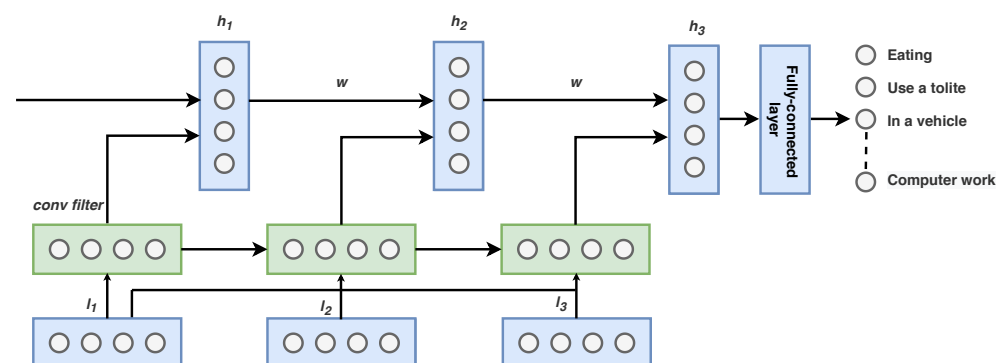 h1
h2
h3
w
w
Fully-connected
layer
Eating
Use a tolite
In a vehicle
Computer work
conv filter
l1
l2
l3